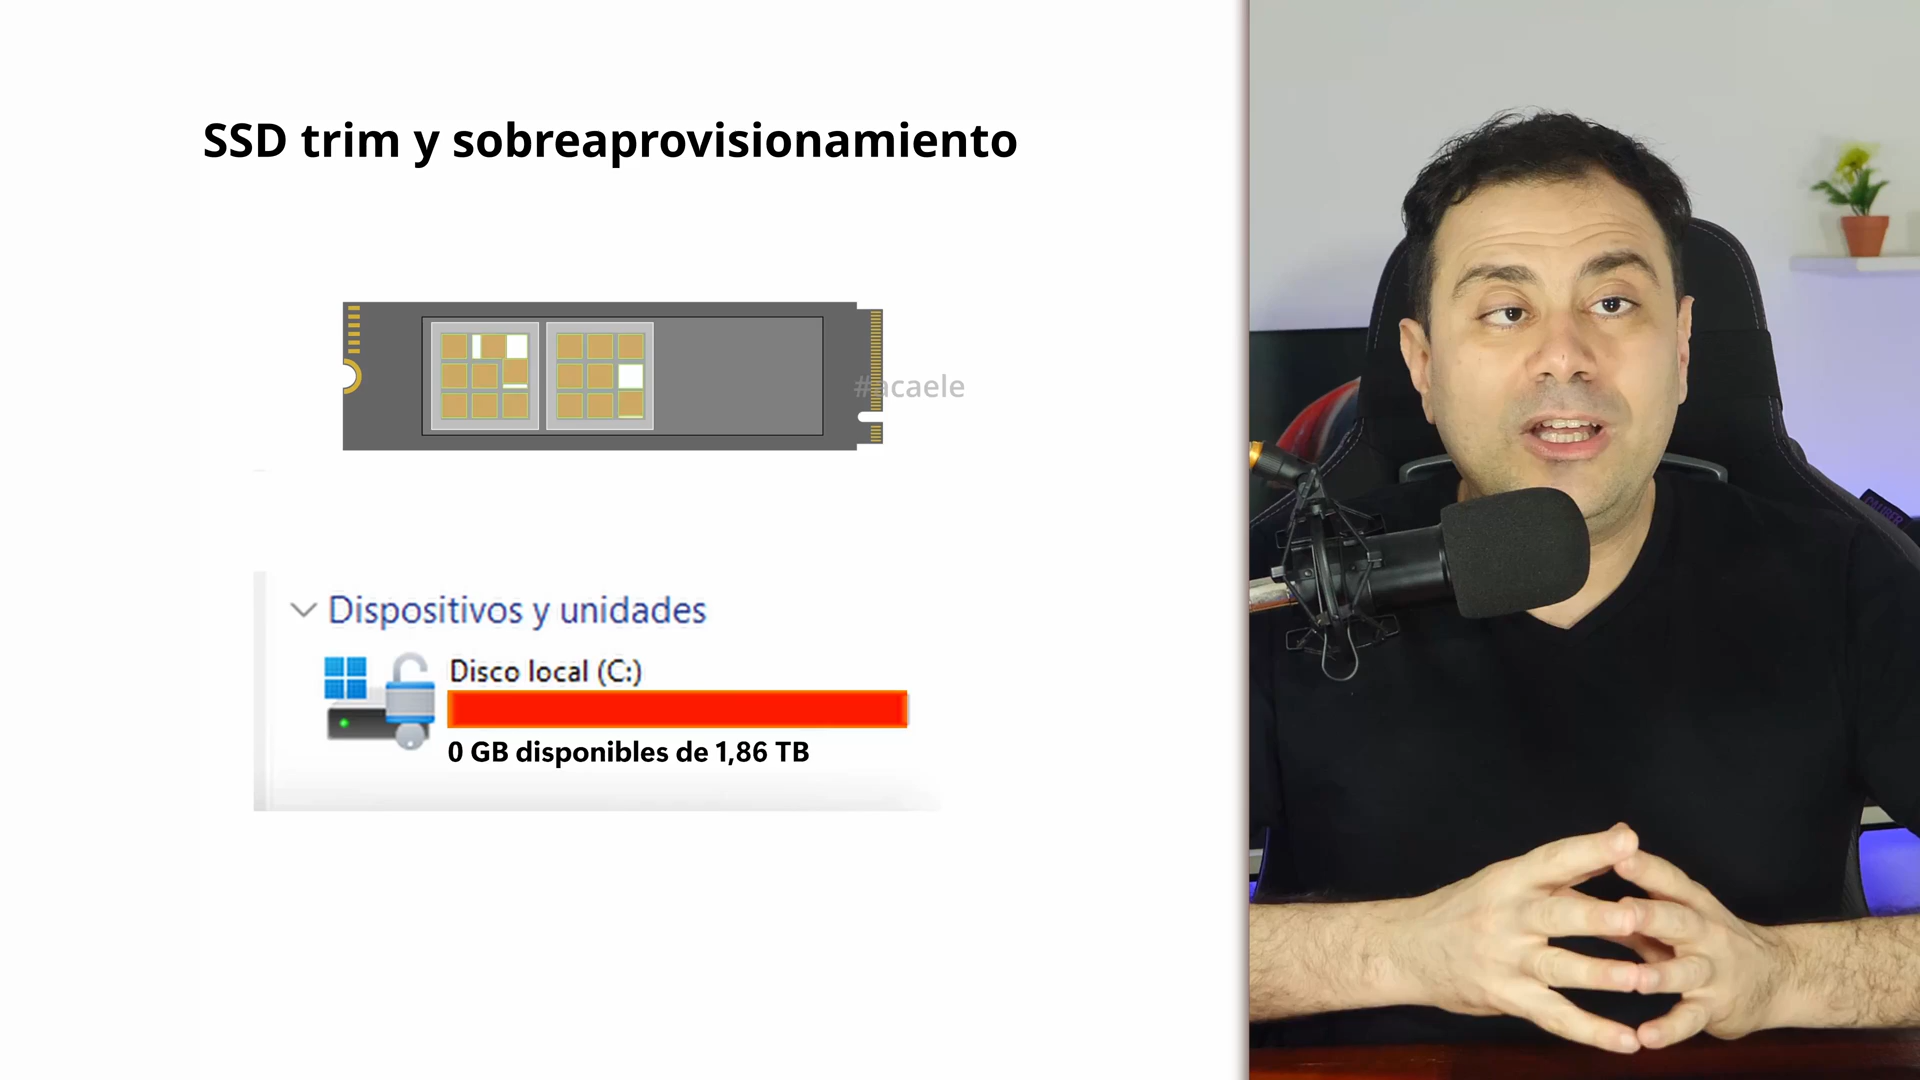 SSD trim y sobreaprovisionamiento
#acaele
Dispositivos y unidades
Disco local (C:)
0 GB disponibles de 1,86 TB